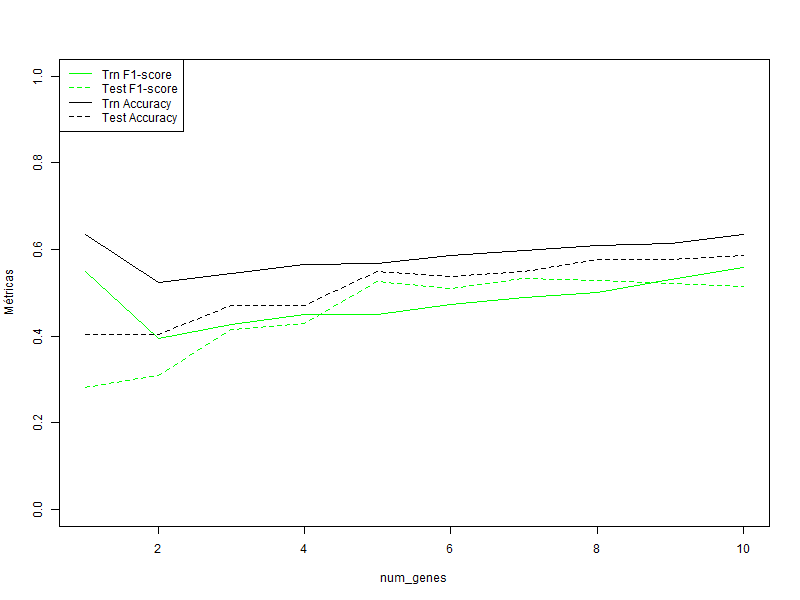 Trn F1-score
Test F1-score
Trn Accuracy
Test Accuracy
Métricas
1.0
0.8
0.6
0.4
0.2
0.0
2 4 6 8 10
num_genes